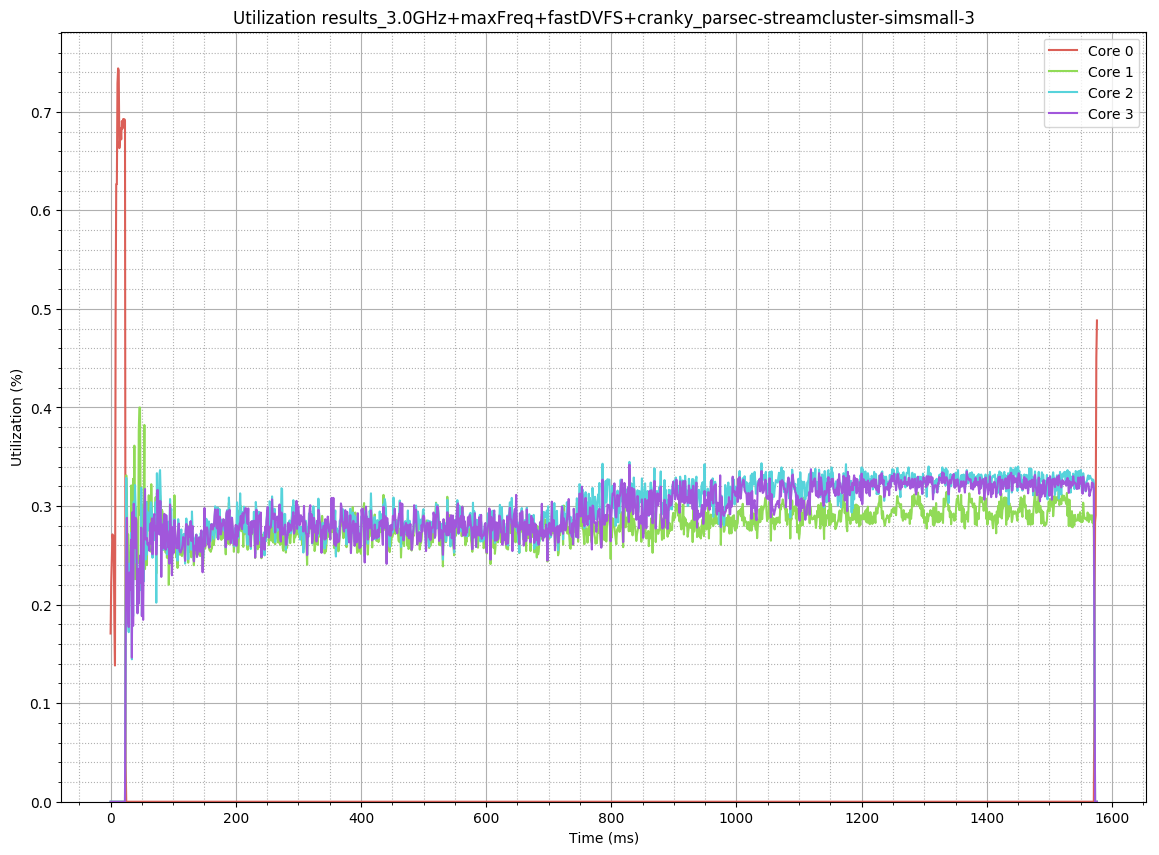 Utilization results_3.0GHz+maxFreq+fastDVFS+cranky_parsec-streamcluster-simsmall-3
Core 0
Core 1
Core 2
Core 3
Utilization (%)
0.7
0.6
0.5
0.4
0.3
0.2
0.1
0.0
0 200 400 600 800 1000 1200 1400 1600
Time (ms)